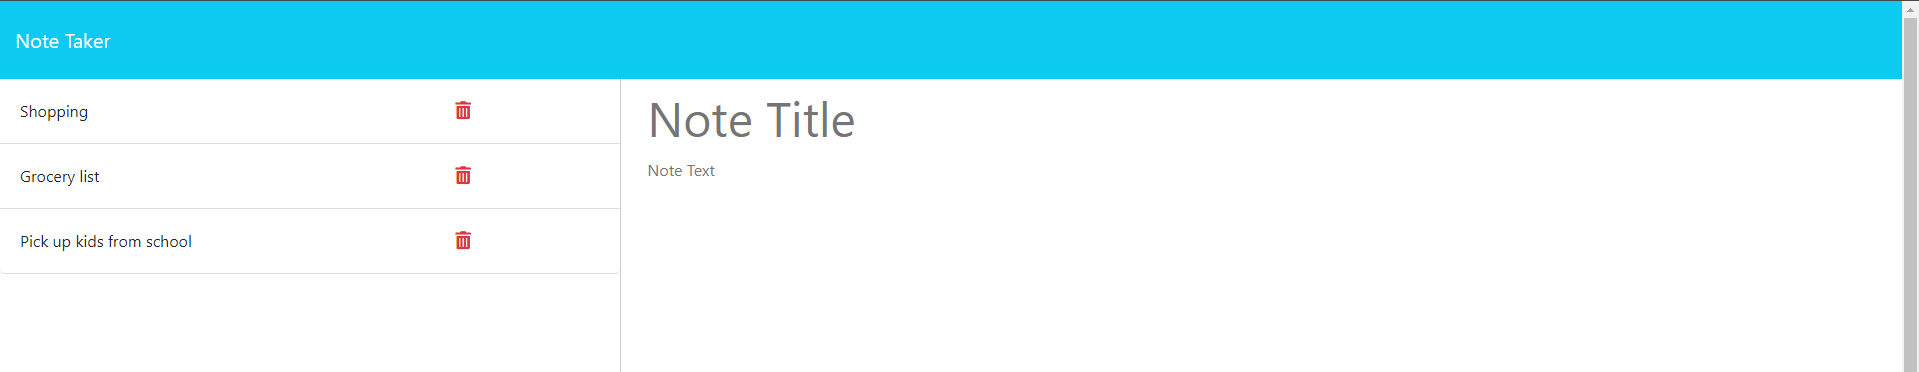 Note Taker
Shopping
Grocery list
Pick up kids from school
Note Title
Note Text